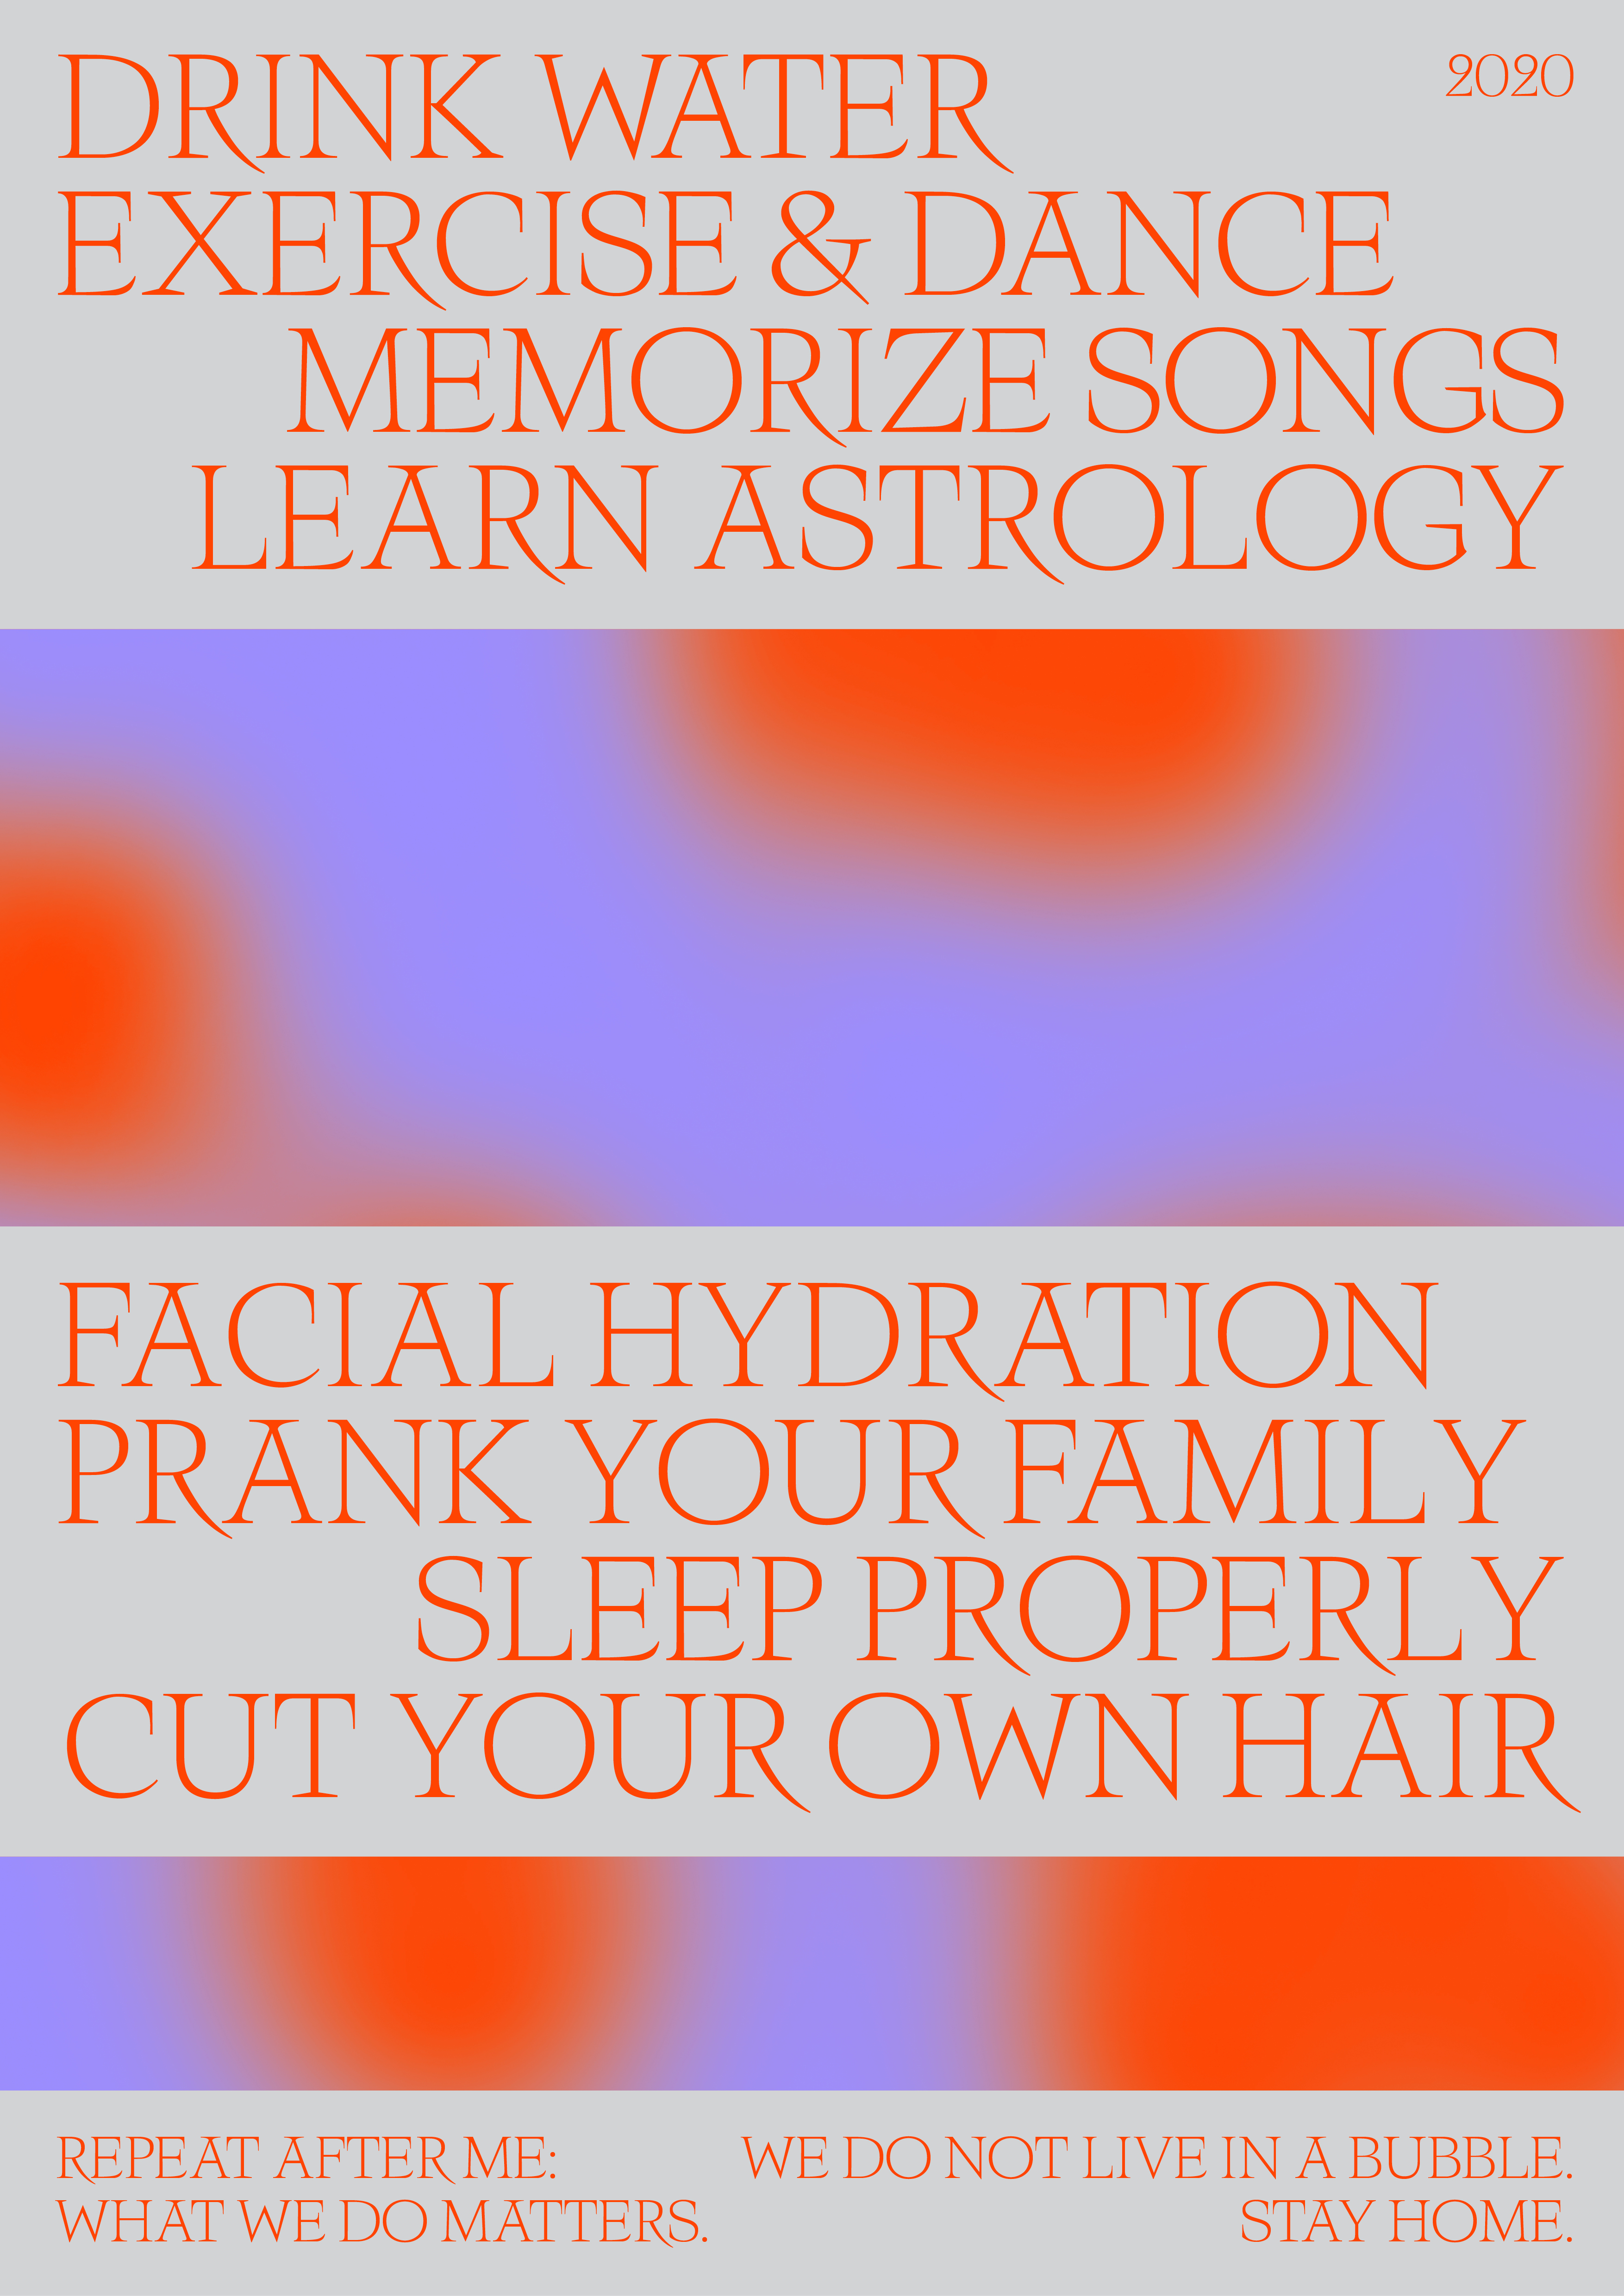 DRINK WATER
2020
EXERCISE & DANCE
MEMORIZE SONGS
LEARN ASTROLOGY
FACIAL HYDRATION
PRANK YOUR FAMILY
SLEEP PROPERLY
CUT YOUR OWN HAIR
REPEAT AFTER ME:
WHAT WE DO MATTERS.
WE DO NOT LIVE IN A BUBBLE.
STAY HOME.